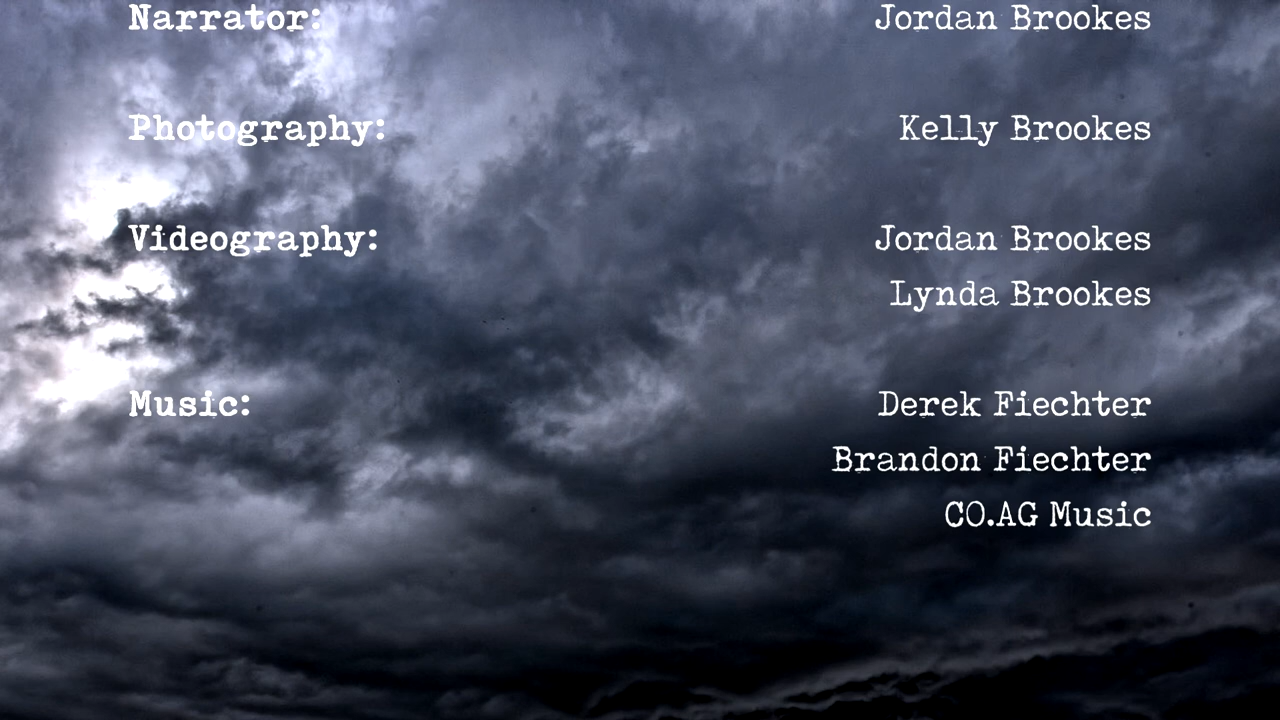 Narrator: Jordan Brookes
Photography: Kelly Brookes
Videography: Jordan Brookes
Lynda Brookes
Music: Derek Fiechter
Brandon Fiechter
CO.AG Music